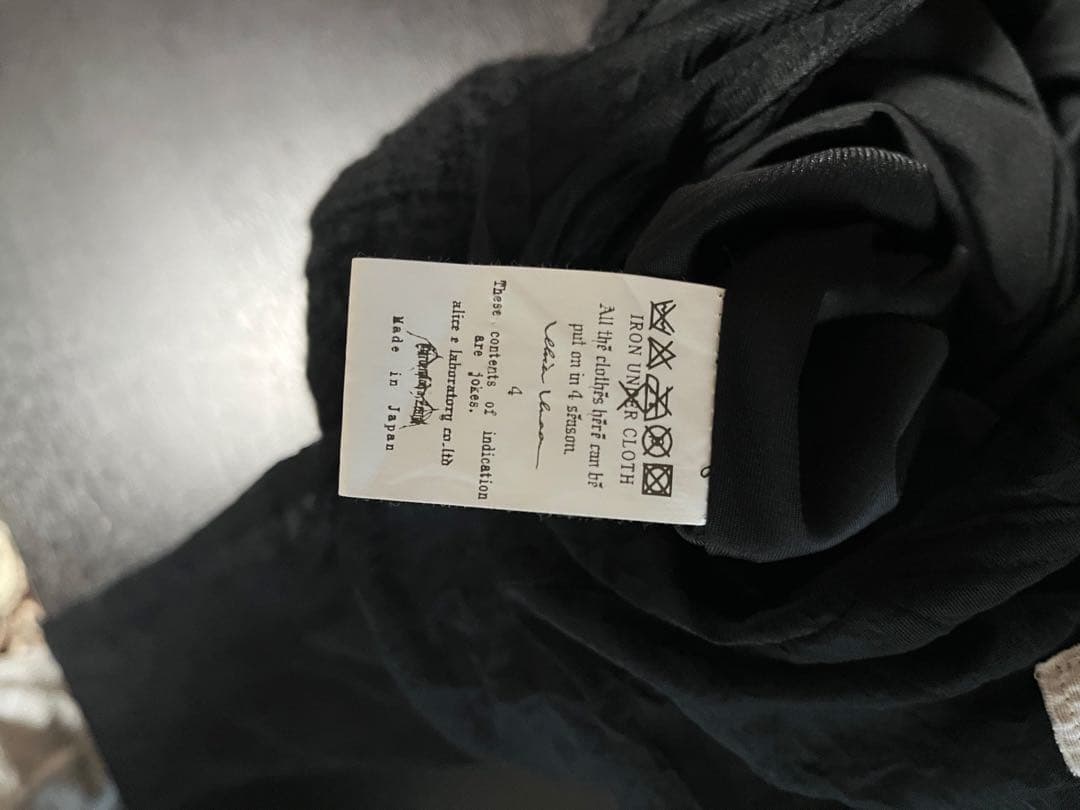 IRON UNDER CLOTH
All the clothes here can be
put on in 4 season.
4
These contents of indication
are jokes.
alice e laboratory co.ltd
Made in Japan